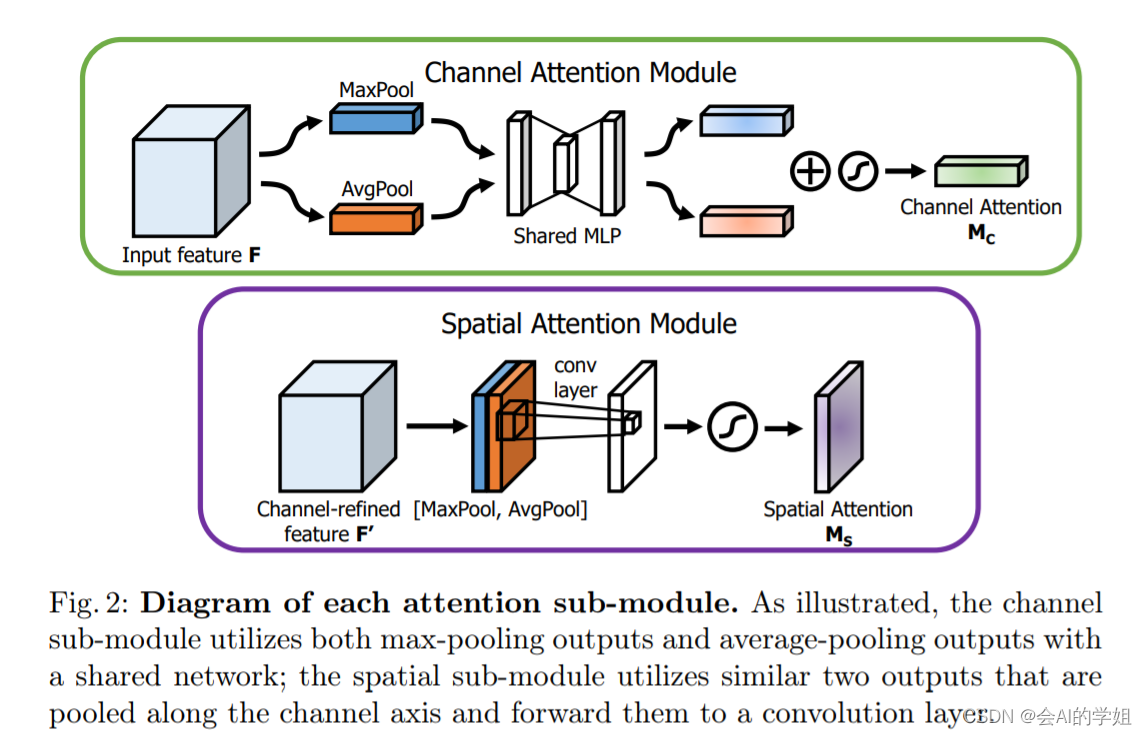 Channel Attention Module
MaxPool
AvgPool
Shared MLP
Input feature F
Channel Attention
Mc
Spatial Attention Module
conv
layer
Channel-refined
feature F′
[MaxPool, AvgPool]
Spatial Attention
Ms
Fig. 2: Diagram of each attention sub-module. As illustrated, the channel
sub-module utilizes both max-pooling outputs and average-pooling outputs with
a shared network; the spatial sub-module utilizes similar two outputs that are
pooled along the channel axis and forward them to a convolution layer.
CSDN @会AI的学姐